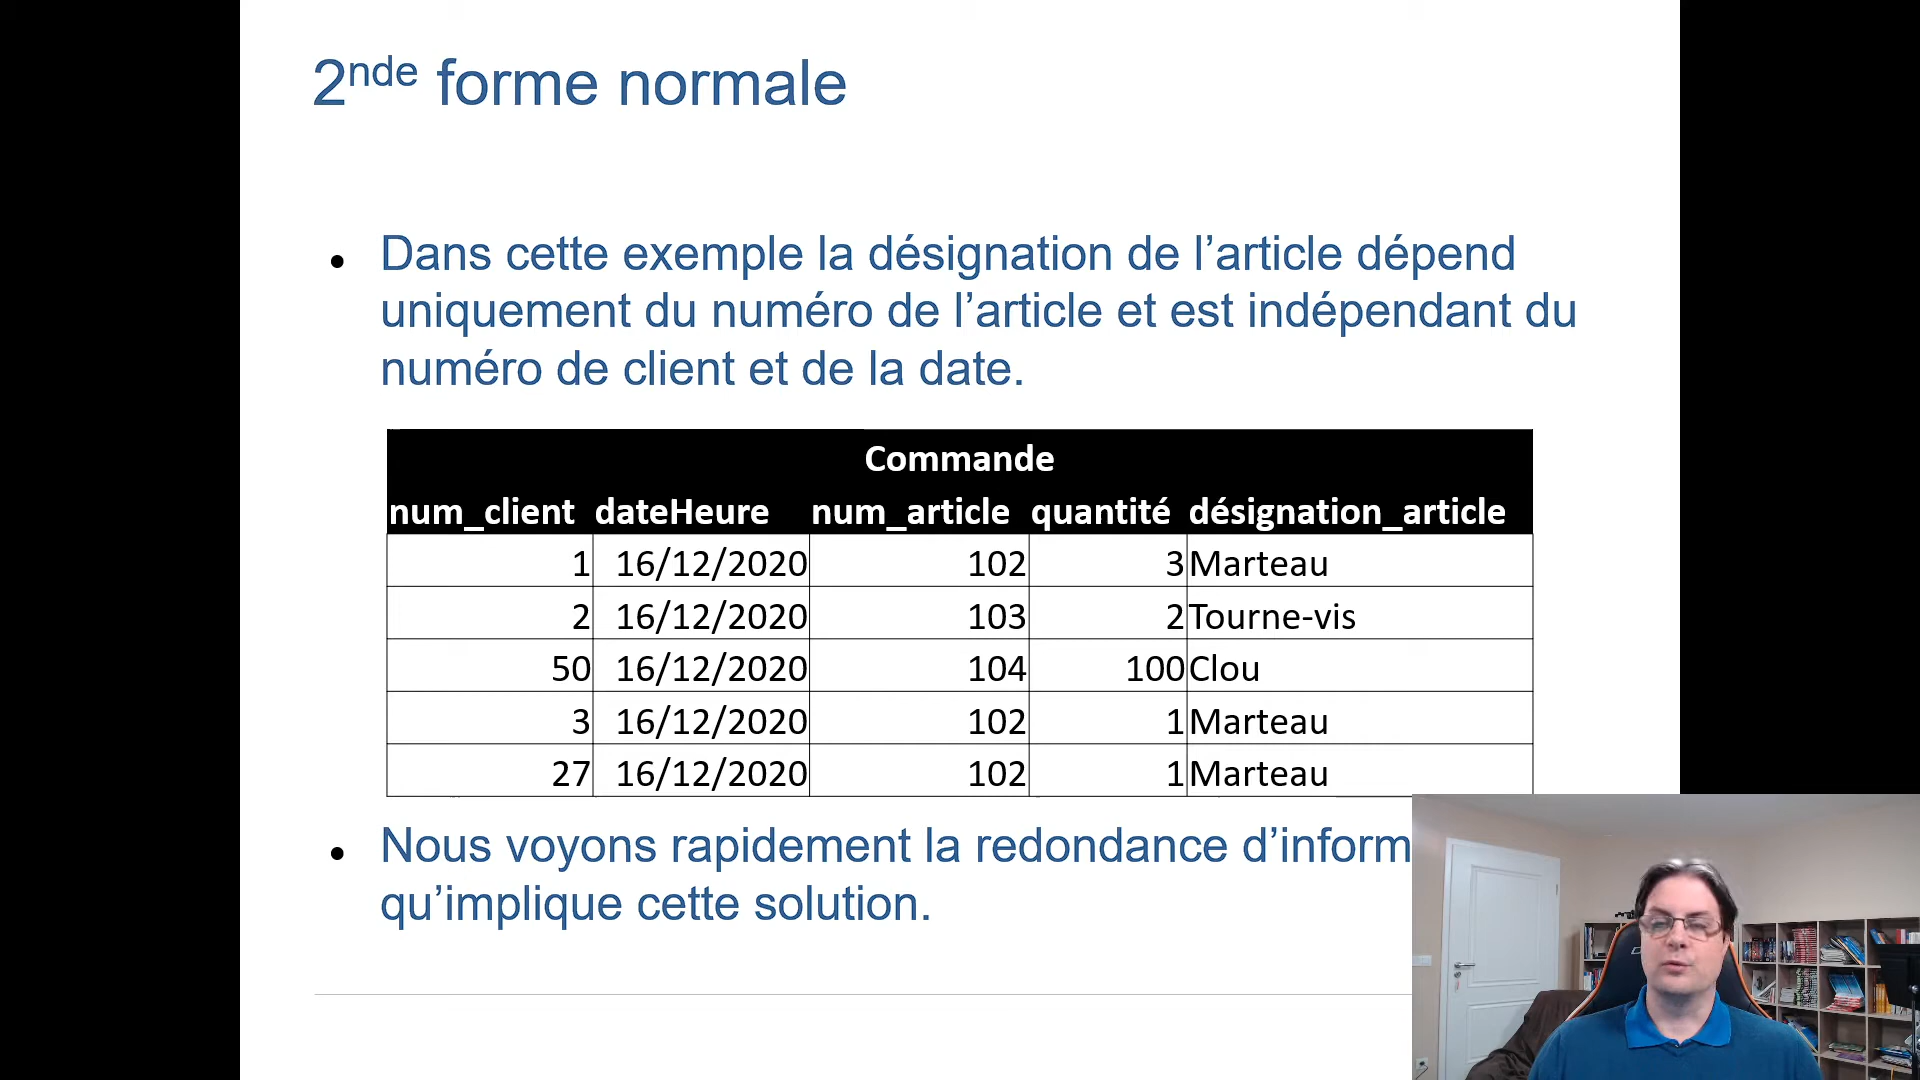 2nde forme normale
Dans cette exemple la désignation de l’article dépend
uniquement du numéro de l’article et est indépendant du
numéro de client et de la date.
Commande
num_client dateHeure num_article quantité désignation_article
1 16/12/2020 102 3 Marteau
2 16/12/2020 103 2 Tourne-vis
50 16/12/2020 104 100 Clou
3 16/12/2020 102 1 Marteau
27 16/12/2020 102 1 Marteau
Nous voyons rapidement la redondance d’inform
qu’implique cette solution.